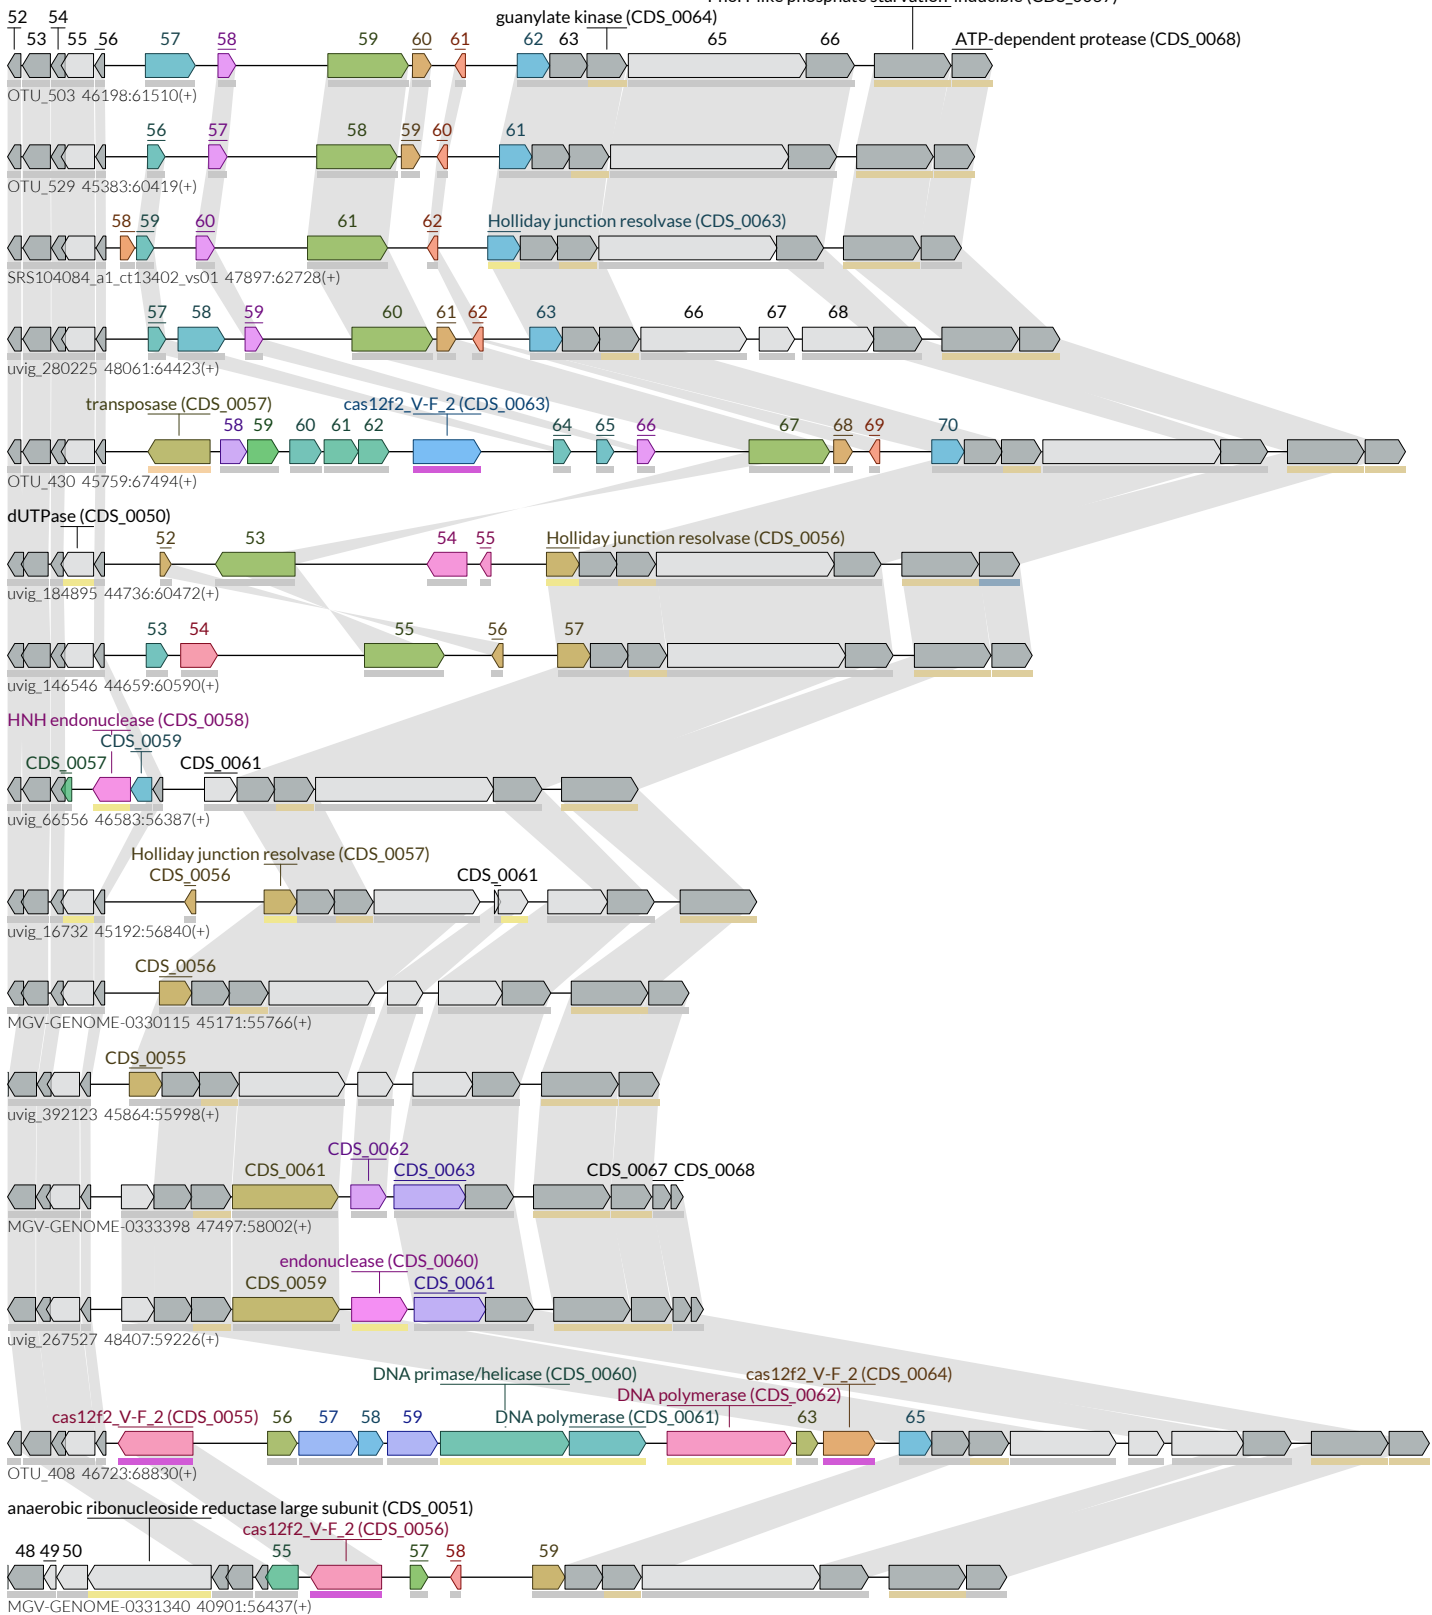 PhoH-like phosphate starvation-inducible (CDS_0067)
52 54 guanylate kinase (CDS_0064)
53 55 56 57 58 59 60 61 62 63 65 66 ATP-dependent protease (CDS_0068)
OTU_503 46198:61510(+)
56 57 58 59 60 61
OTU_529 45383:60419(+)
58 59 60 61 62 Holliday junction resolvase (CDS_0063)
SRS104084_a1_ct13402_vs01 47897:62728(+)
57 58 59 60 61 62 63 66 67 68
uvig_280225 48061:64423(+)
transposase (CDS_0057) cas12f2_V-F_2 (CDS_0063)
58 59 60 61 62 64 65 66 67 68 69 70
OTU_430 45759:67494(+)
dUTPase (CDS_0050)
52 53 54 55 Holliday junction resolvase (CDS_0056)
uvig_184895 44736:60472(+)
53 54 55 56 57
uvig_146546 44659:60590(+)
HNH endonuclease (CDS_0058)
CDS_0059
CDS_0057 CDS_0061
uvig_66556 46583:56387(+)
Holliday junction resolvase (CDS_0057)
CDS_0056 CDS_0061
uvig_16732 45192:56840(+)
CDS_0056
MGV-GENOME-0330115 45171:55766(+)
CDS_0055
uvig_392123 45864:55998(+)
CDS_0062
CDS_0061 CDS_0063 CDS_0067 CDS_0068
MGV-GENOME-0333398 47497:58002(+)
endonuclease (CDS_0060)
CDS_0059 CDS_0061
uvig_267527 48407:59226(+)
DNA primase/helicase (CDS_0060) cas12f2_V-F_2 (CDS_0064)
DNA polymerase (CDS_0062)
cas12f2_V-F_2 (CDS_0055) 56 57 58 59 DNA polymerase (CDS_0061) 63 65
OTU_408 46723:68830(+)
anaerobic ribonucleoside reductase large subunit (CDS_0051)
cas12f2_V-F_2 (CDS_0056)
48 49 50 55 57 58 59
MGV-GENOME-0331340 40901:56437(+)